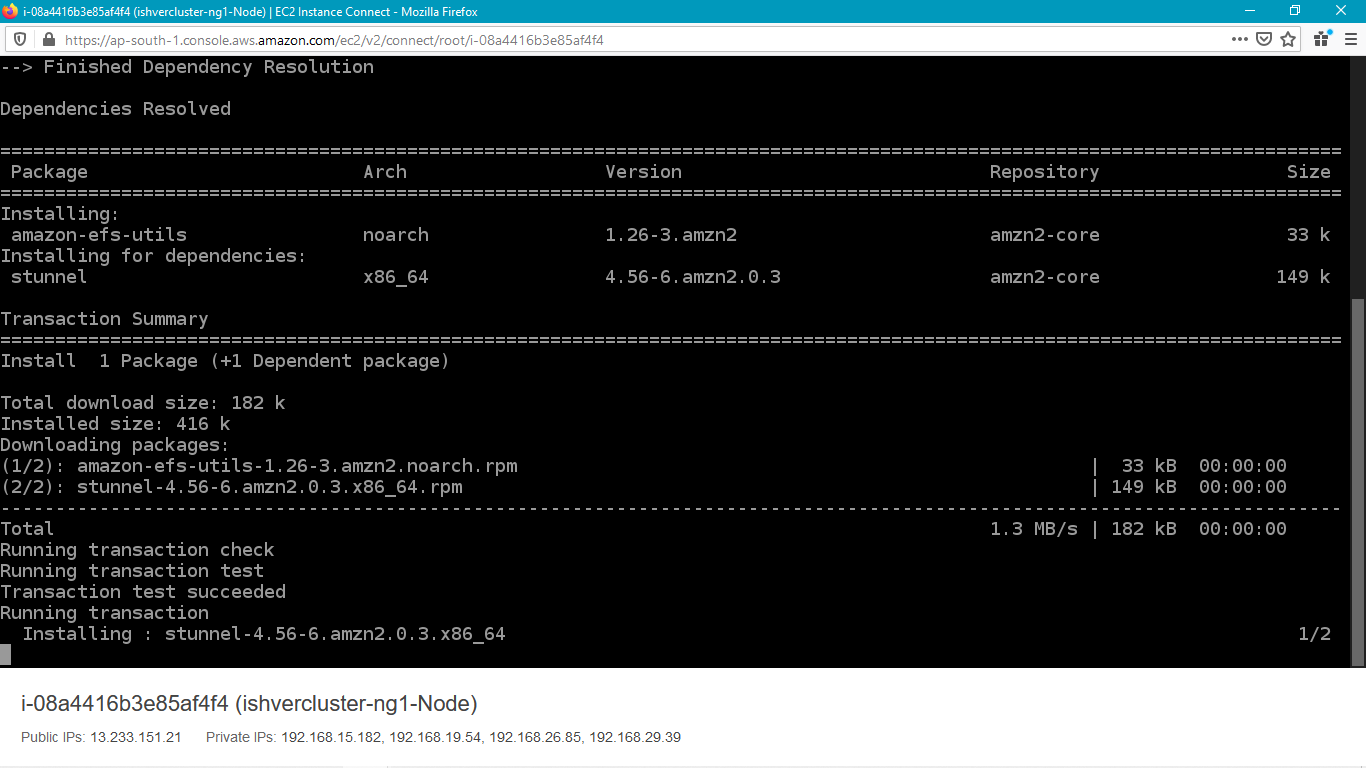 i-08a4416b3e85af4f4 (ishvercluster-ng1-Node) | EC2 Instance Connect - Mozilla Firefox
https://ap-south-1.console.aws.amazon.com/ec2/v2/connect/root/i-08a4416b3e85af4f4
--> Finished Dependency Resolution
Dependencies Resolved
================================================================================
Package Arch Version Repository Size
================================================================================
Installing:
amazon-efs-utils noarch 1.26-3.amzn2 amzn2-core 33 k
Installing for dependencies:
stunnel x86_64 4.56-6.amzn2.0.3 amzn2-core 149 k
Transaction Summary
================================================================================
Install 1 Package (+1 Dependent package)
Total download size: 182 k
Installed size: 416 k
Downloading packages:
(1/2): amazon-efs-utils-1.26-3.amzn2.noarch.rpm | 33 kB 00:00:00
(2/2): stunnel-4.56-6.amzn2.0.3.x86_64.rpm | 149 kB 00:00:00
--------------------------------------------------------------------------------
Total 1.3 MB/s | 182 kB 00:00:00
Running transaction check
Running transaction test
Transaction test succeeded
Running transaction
Installing : stunnel-4.56-6.amzn2.0.3.x86_64 1/2
i-08a4416b3e85af4f4 (ishvercluster-ng1-Node)
Public IPs: 13.233.151.21 Private IPs: 192.168.15.182, 192.168.19.54, 192.168.26.85, 192.168.29.39